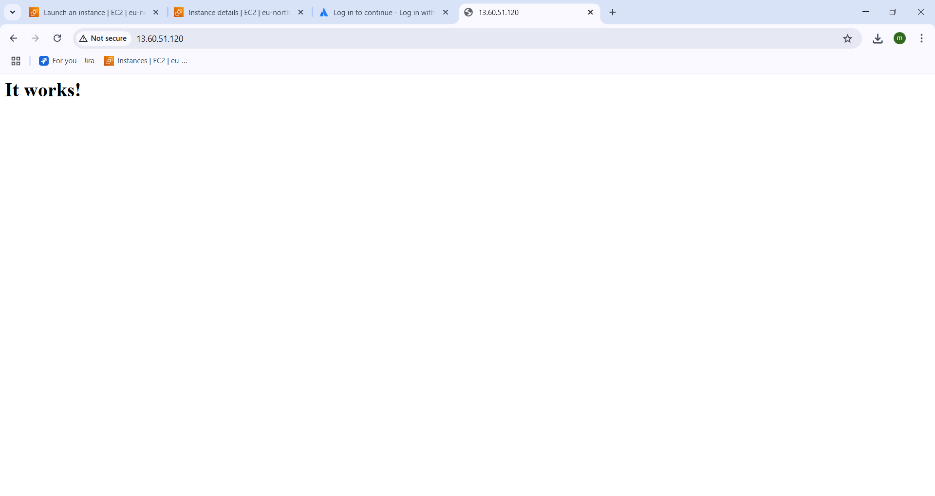 Launch an instance | EC2 | eu-n
Instance details | EC2 | eu-north
Log in to continue - Log in with
13.60.51.120
Not secure
13.60.51.120
m
For you - Jira
Instances | EC2 | eu-...
It works!